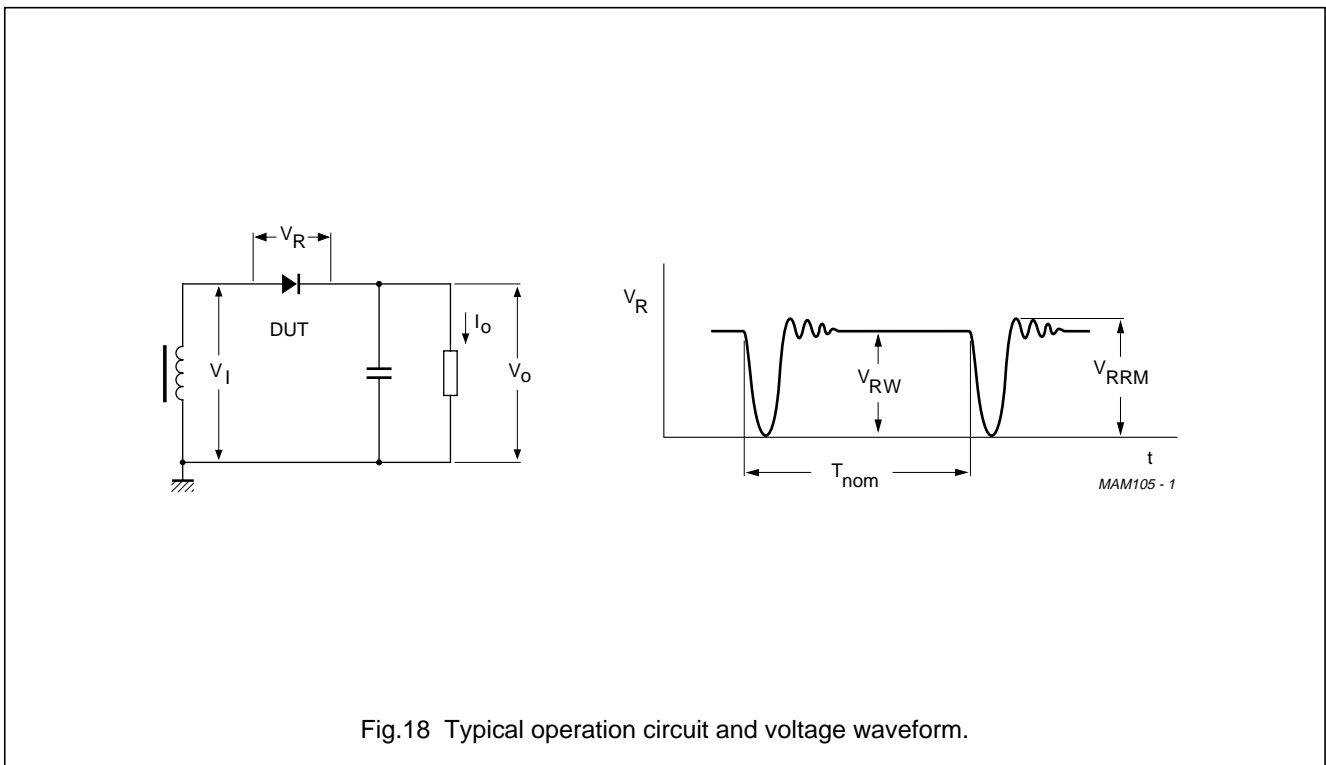 V_R
DUT
I_o
V_I
V_o
V_R
V_RW
V_RRM
T_nom
t
MAM105 - 1
Fig.18 Typical operation circuit and voltage waveform.